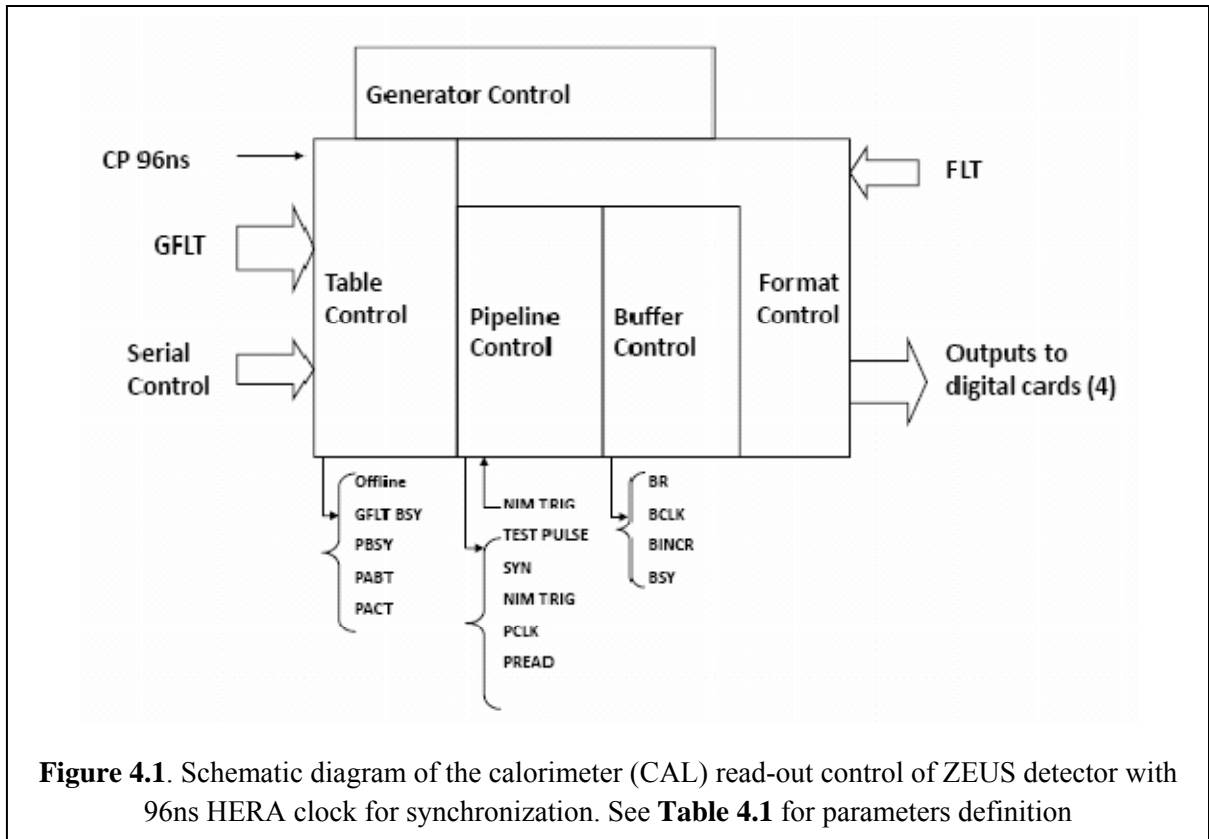 Generator Control
CP 96ns
GFLT
Serial
Control
Table
Control
Pipeline
Control
Buffer
Control
Format
Control
FLT
Outputs to
digital cards (4)
Offline
GFLT BSY
PBSY
PABT
PACT
NIM TRIG
TEST PULSE
SYN
NIM TRIG
PCLK
PREAD
BR
BCLK
BINCR
BSY
Figure 4.1. Schematic diagram of the calorimeter (CAL) read-out control of ZEUS detector with
96ns HERA clock for synchronization. See Table 4.1 for parameters definition